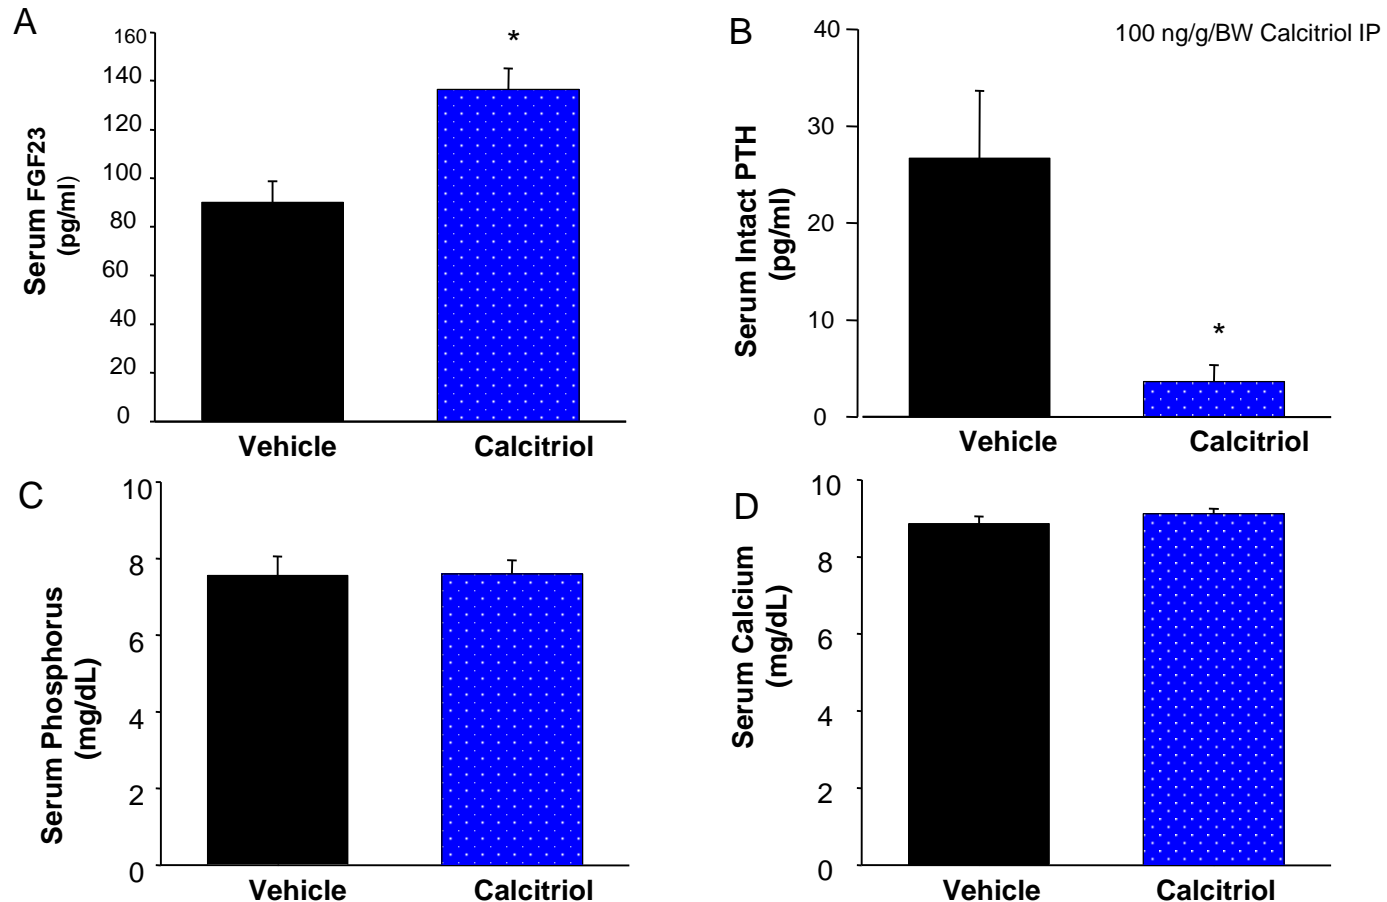 A
Serum FGF23
(pg/ml)
160
140
120
100
80
60
40
20
0
*
Vehicle
Calcitriol
B
100 ng/g/BW Calcitriol IP
Serum Intact PTH
(pg/ml)
40
30
20
10
0
*
Vehicle
Calcitriol
C
Serum Phosphorus
(mg/dL)
10
8
6
4
2
0
Vehicle
Calcitriol
D
Serum Calcium
(mg/dL)
10
8
6
4
2
0
Vehicle
Calcitriol